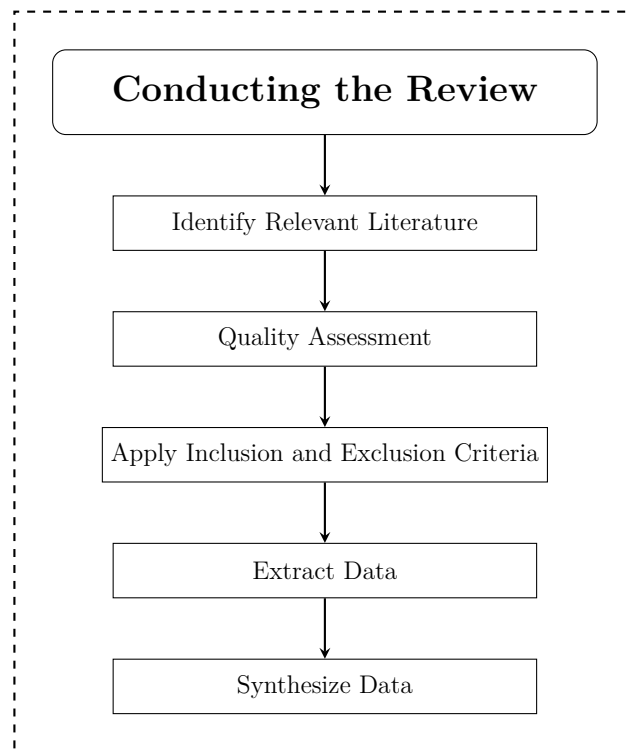 Conducting the Review
Identify Relevant Literature
Quality Assessment
Apply Inclusion and Exclusion Criteria
Extract Data
Synthesize Data